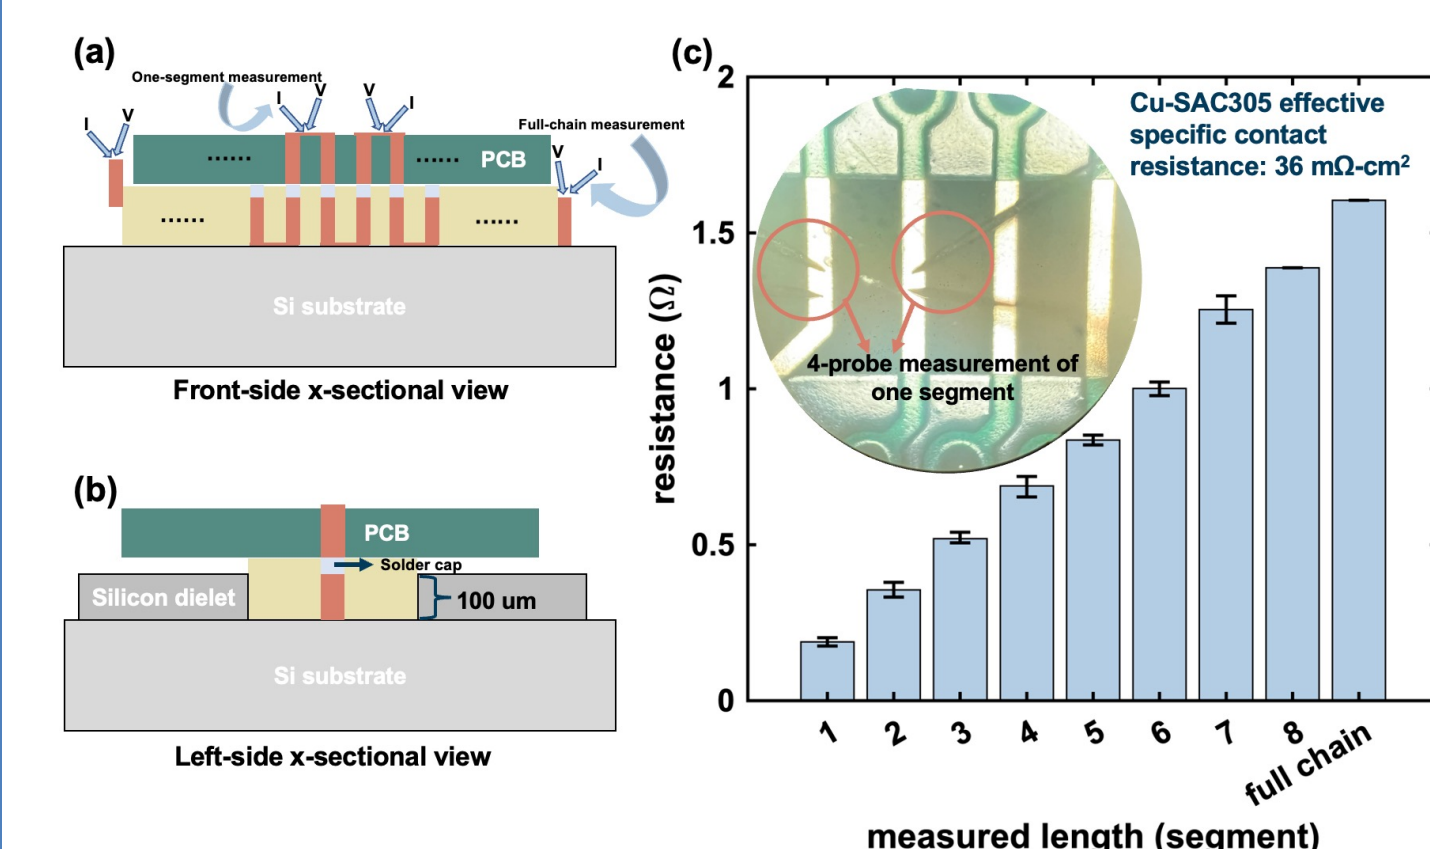 (a)
One-segment measurement
I V V I
I V
Full-chain measurement
V I
...... ...... PCB
...... ......
Si substrate
Front-side x-sectional view
(b)
PCB
Solder cap
Silicon dielet
100 um
Si substrate
Left-side x-sectional view
(c)
Cu-SAC305 effective
specific contact
resistance: 36 mΩ-cm²
4-probe measurement of
one segment
resistance (Ω)
2
1.5
1
0.5
0
1 2 3 4 5 6 7 8 full chain
measured length (segment)